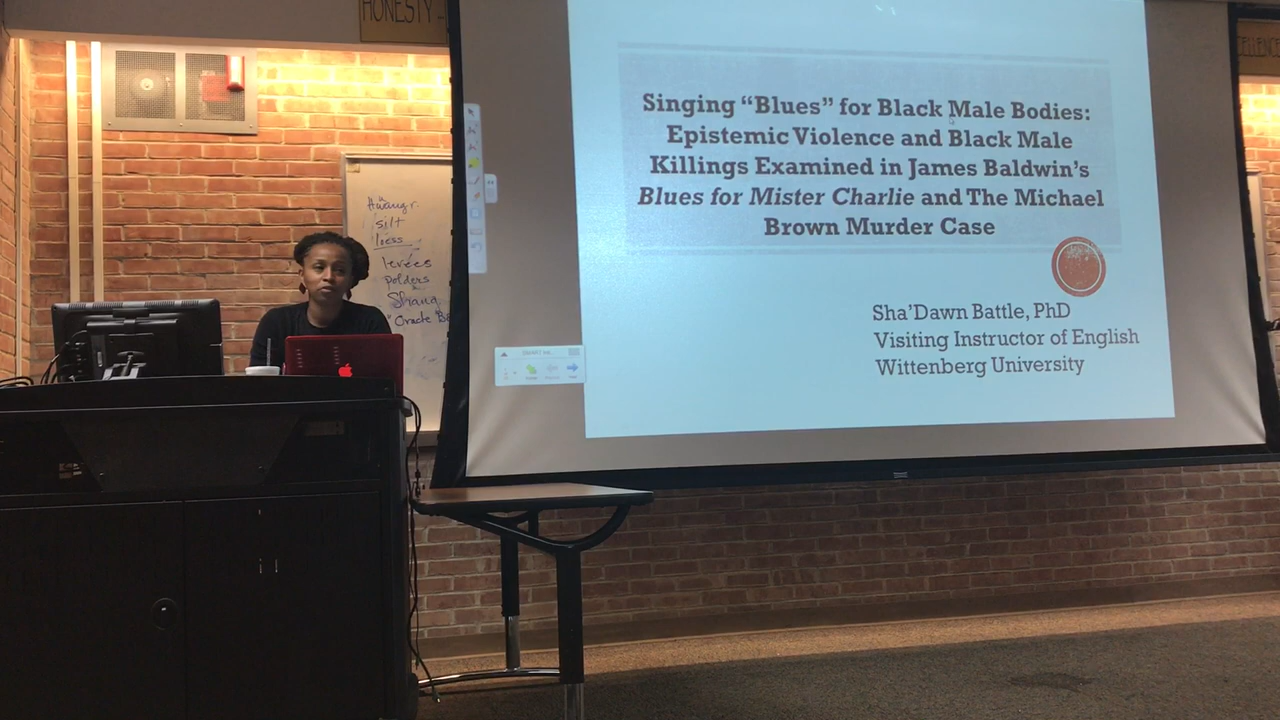 HONESTY
Singing “Blues” for Black Male Bodies:
Epistemic Violence and Black Male
Killings Examined in James Baldwin’s
Blues for Mister Charlie and The Michael
Brown Murder Case
Sha’Dawn Battle, PhD
Visiting Instructor of English
Wittenberg University
silt
loess
levees
polders